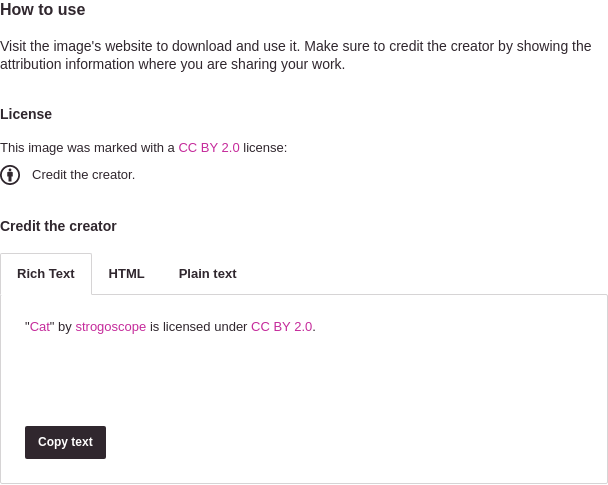 How to use
Visit the image's website to download and use it. Make sure to credit the creator by showing the
attribution information where you are sharing your work.
License
This image was marked with a CC BY 2.0 license:
Credit the creator.
Credit the creator
Rich Text HTML Plain text
"Cat" by strogoscope is licensed under CC BY 2.0.
Copy text